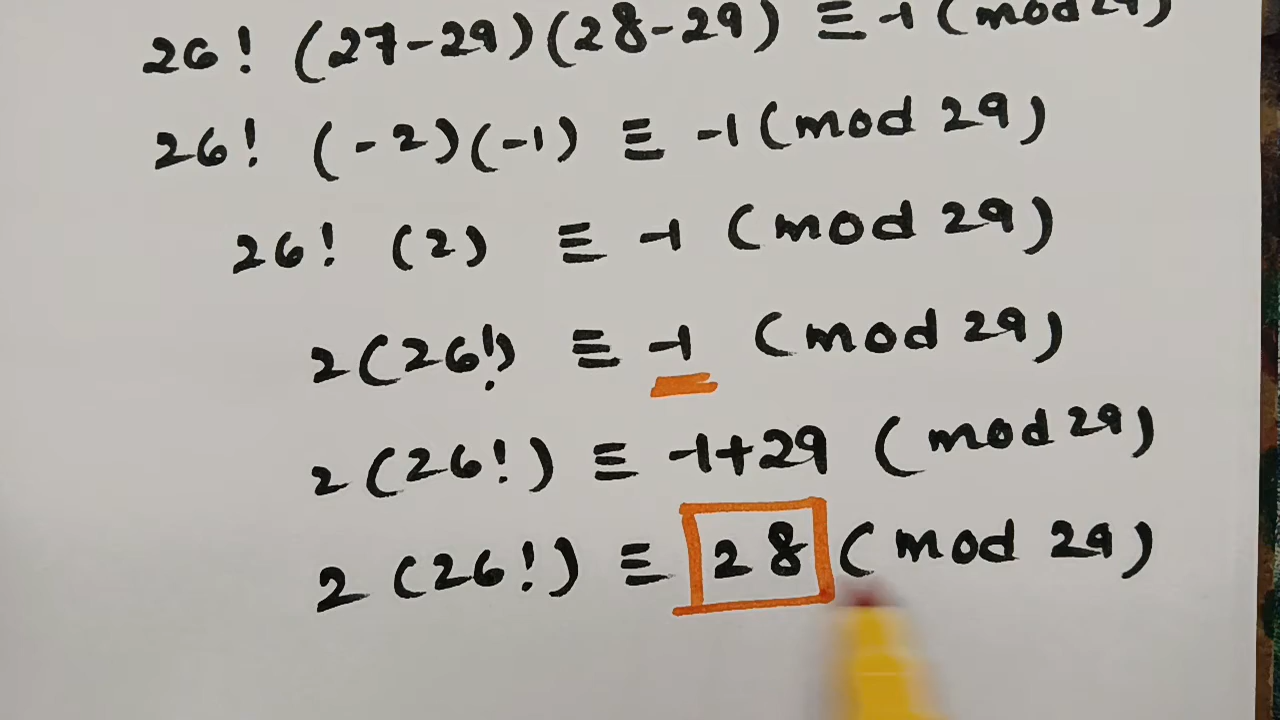 26! (27-29)(28-29) ≡ -1 (mod 29)
26! (-2)(-1) ≡ -1 (mod 29)
26! (2) ≡ -1 (mod 29)
2(26!) ≡ -1 (mod 29)
2(26!) ≡ -1+29 (mod 29)
2(26!) ≡ 28 (mod 29)